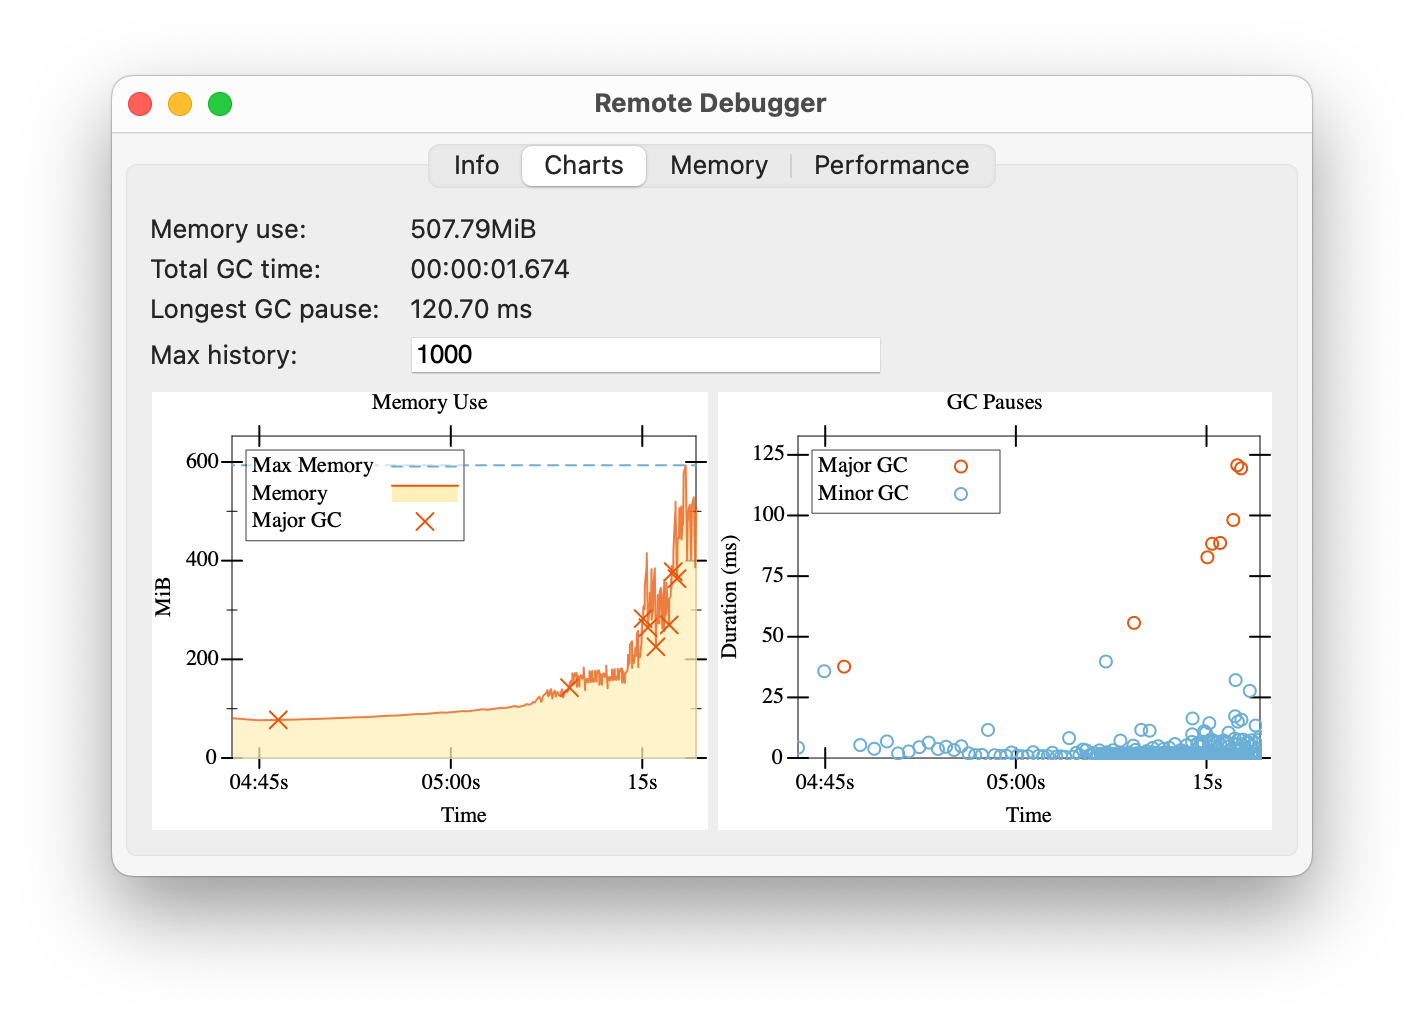 Remote Debugger
Info Charts Memory Performance
Memory use: 507.79MiB
Total GC time: 00:00:01.674
Longest GC pause: 120.70 ms
Max history: 1000
Memory Use
600
400
200
0
MiB
Max Memory
Memory
Major GC
04:45s 05:00s 15s
Time
GC Pauses
125
100
75
50
25
0
Duration (ms)
Major GC
Minor GC
04:45s 05:00s 15s
Time